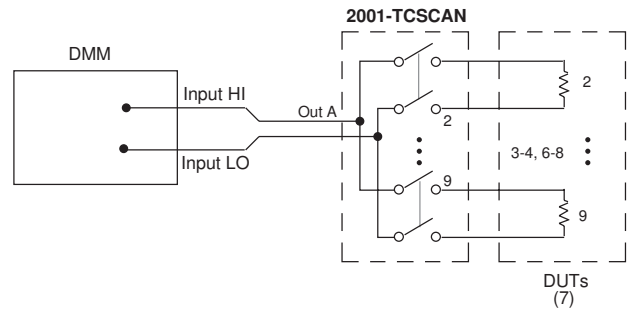 2001-TCSCAN
DMM
Input HI
Out A
Input LO
2
2
3-4, 6-8
9
9
DUTs
(7)